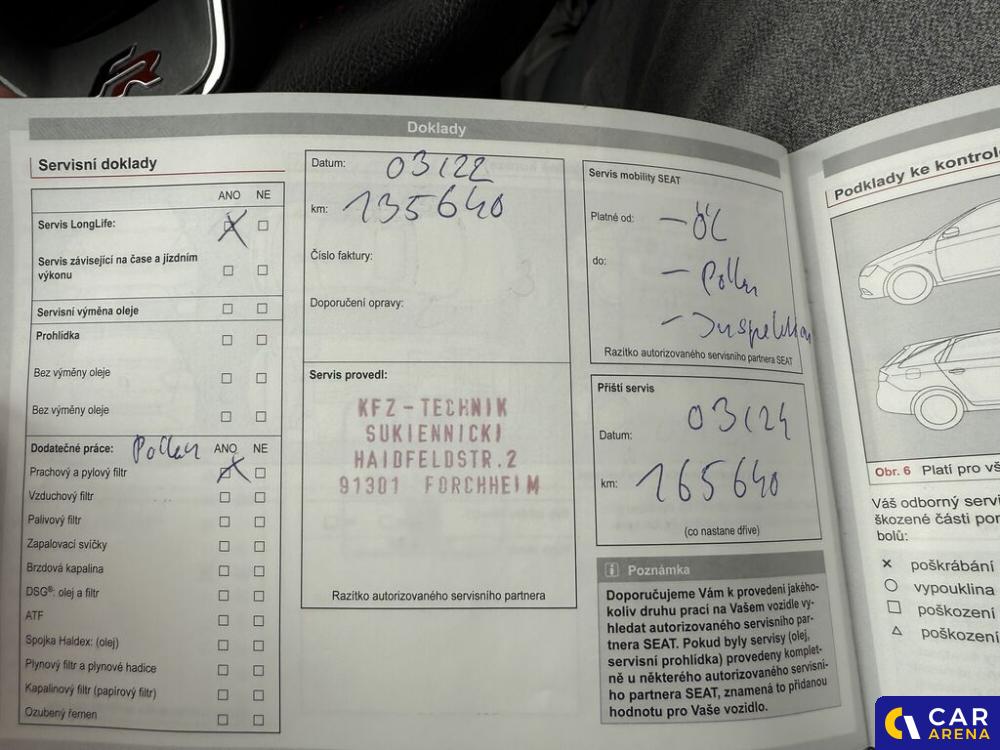 Doklady
Servisní doklady
ANO NE
Servis LongLife:
Servis závisející na čase a jízdním
výkonu
Servisní výměna oleje
Prohlídka
Bez výměny oleje
Bez výměny oleje
Dodatečné práce: Pollen ANO NE
Prachový a pylový filtr
Vzduchový filtr
Palivový filtr
Zapalovací svíčky
Brzdová kapalina
DSG®: olej a filtr
ATF
Spojka Haldex: (olej)
Plynový filtr a plynové hadice
Kapalinový filtr (papírový filtr)
Ozubený řemen
Datum: 03/22
km: 135640
Číslo faktury:
Doporučení opravy:
Servis provedl:
KFZ-TECHNIK
SUKIENNICKI
HAIDFELDSTR.2
91301 FORCHHEIM
Razítko autorizovaného servisního partnera
Servis mobility SEAT
Platné od: - Öl
do: - Pollen
- Inspektion
Razítko autorizovaného servisního partnera SEAT
Příští servis
Datum: 03/24
km: 165640
(co nastane dříve)
Poznámka
Doporučujeme Vám k provedení jakého-
koliv druhu prací na Vašem vozidle vy-
hledat autorizovaného servisního par-
tnera SEAT. Pokud byly servisy (olej,
servisní prohlídka) provedeny komplet-
ně u některého autorizovaného servisní-
ho partnera SEAT, znamená to přidanou
hodnotu pro Vaše vozidlo.
Podklady ke kontrole
Obr. 6 Platí pro
Váš odborný servi
škozené části
bolů:
poškrábání
vypouklina
poškození
poškození
CAR
ARENA